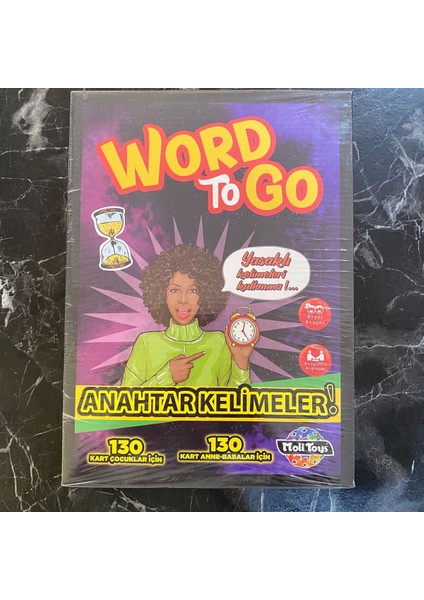 WORD
TO GO
Yasaklı
kelimeleri
kullanma!...
ANAHTAR KELİMELER!
130
KART ÇOCUKLAR İÇİN
130
KART ANNE-BABALAR İÇİN
Moli Toys